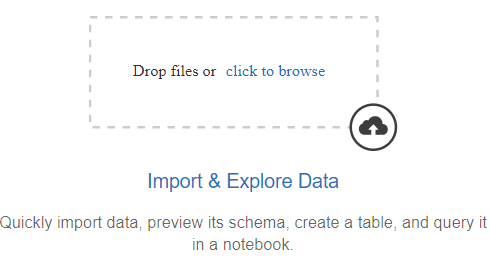 Drop files or click to browse
Import & Explore Data
Quickly import data, preview its schema, create a table, and query it
in a notebook.